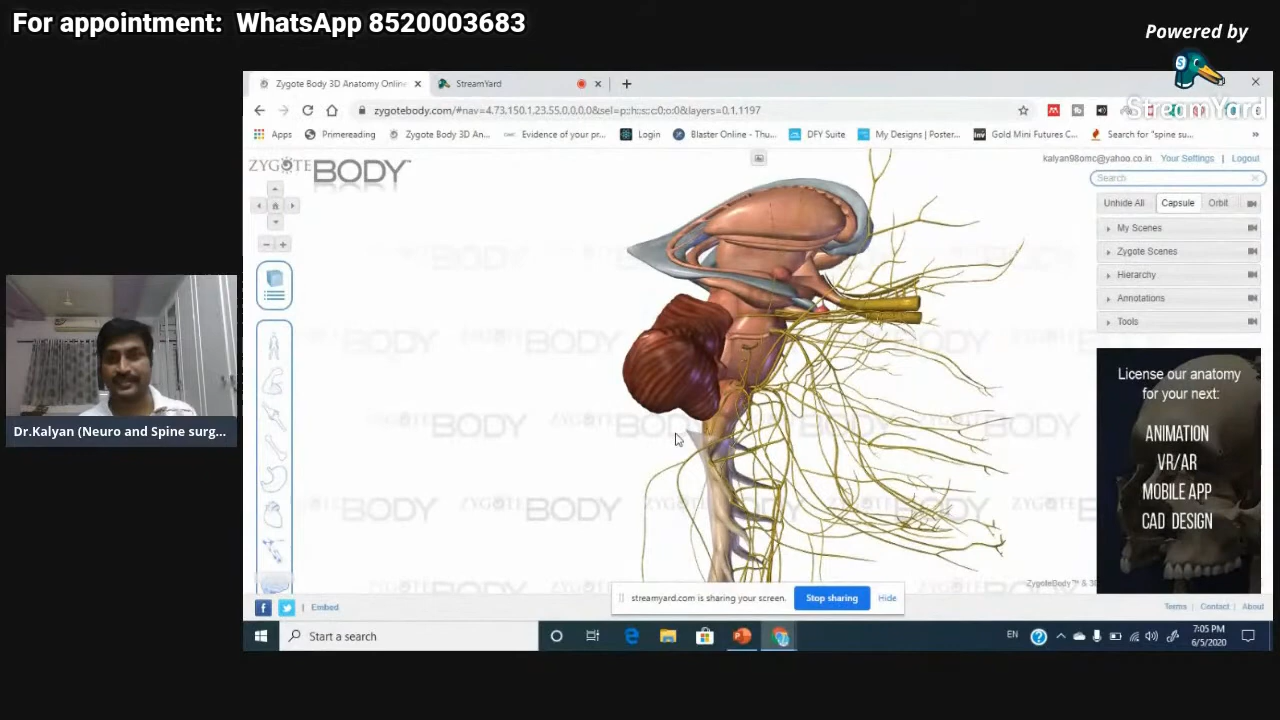 For appointment:  WhatsApp 8520003683
Powered by
StreamYard
Zygote Body 3D Anatomy Online
StreamYard
zygotebody.com/#nav=4.73,150.1,23.55,0,0,0,0&sel=p:;h:;s:;c:0;o:0&layers=0,1,1197
Apps
Primereading
Zygote Body 3D An...
Evidence of your pr...
Login
Blaster Online - Thu...
DFY Suite
My Designs | Poster...
Gold Mini Futures C...
Search for "spine su...
ZYGOTE BODY
kalyan98omc@yahoo.co.in
Your Settings | Logout
Search
Unhide All
Capsule
Orbit
My Scenes
Zygote Scenes
Hierarchy
Annotations
Tools
License our anatomy
for your next:
ANIMATION
VR/AR
MOBILE APP
CAD DESIGN
Dr.Kalyan (Neuro and Spine surg...
ZygoteBody™ & 3D
streamyard.com is sharing your screen.
Stop sharing
Hide
Embed
Terms | Contact | About
Start a search
EN
7:05 PM
6/5/2020